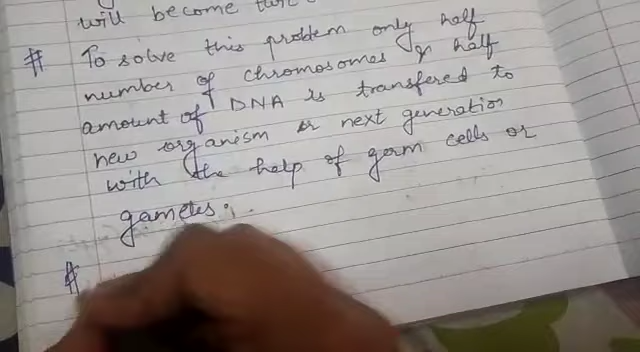 will become
# To solve this problem only half
number of chromosomes & half
amount of DNA is transfered to
new organism or next generation
with the help of germ cells or
gametes.
#